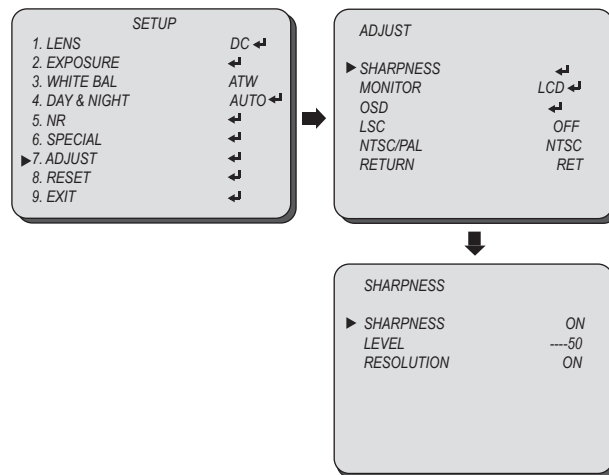 SETUP
1. LENS DC
2. EXPOSURE
3. WHITE BAL ATW
4. DAY & NIGHT AUTO
5. NR
6. SPECIAL
7. ADJUST
8. RESET
9. EXIT
ADJUST
SHARPNESS
MONITOR LCD
OSD
LSC OFF
NTSC/PAL NTSC
RETURN RET
SHARPNESS
SHARPNESS ON
LEVEL ----50
RESOLUTION ON